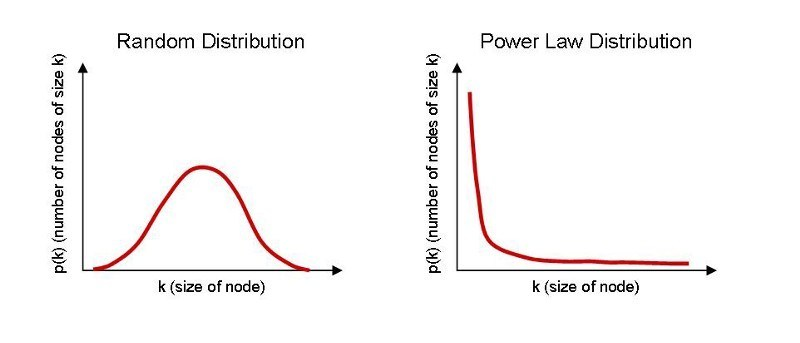 Random Distribution
p(k) (number of nodes of size k)
k (size of node)
Power Law Distribution
p(k) (number of nodes of size k)
k (size of node)